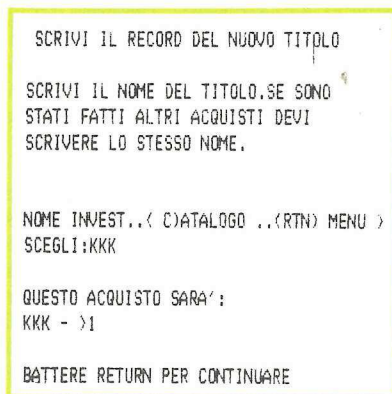 SCRIVI IL RECORD DEL NUOVO TITOLO
SCRIVI IL NOME DEL TITOLO.SE SONO
STATI FATTI ALTRI ACQUISTI DEVI
SCRIVERE LO STESSO NOME.
NOME INVEST..( C)ATALOGO ..(RTN) MENU )
SCEGLI:KKK
QUESTO ACQUISTO SARA':
KKK - >1
BATTERE RETURN PER CONTINUARE